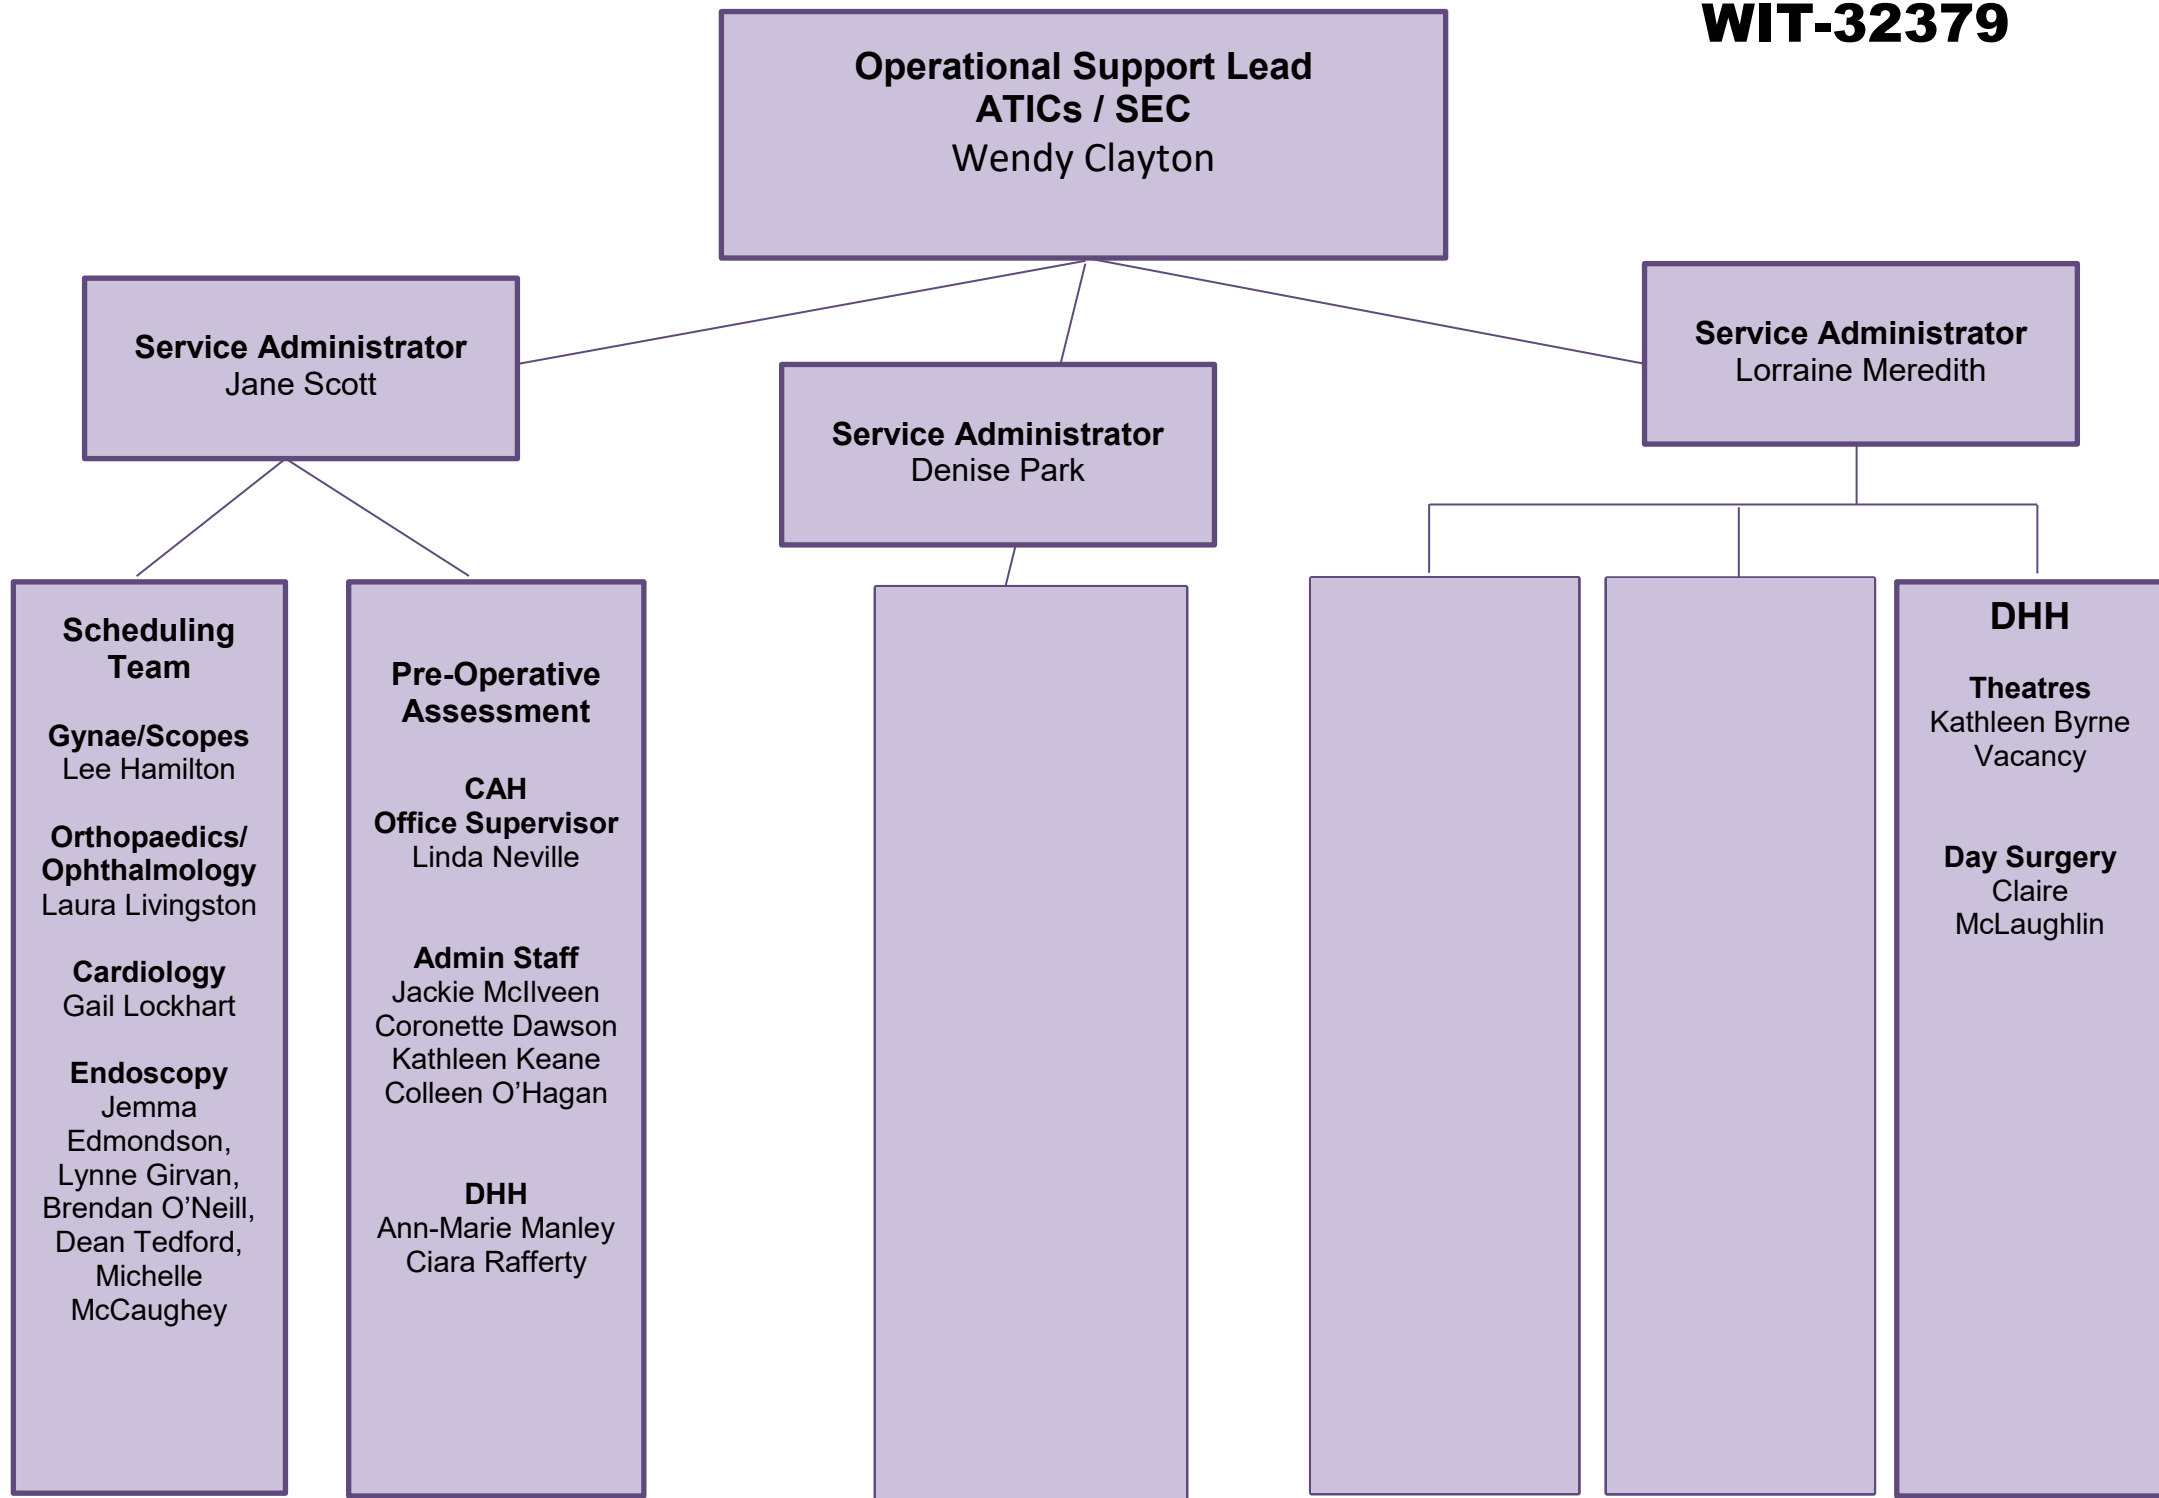 WIT-32379
Operational Support Lead
ATICs / SEC
Wendy Clayton
Service Administrator
Jane Scott
Service Administrator
Denise Park
Service Administrator
Lorraine Meredith
Scheduling
Team
Gynae/Scopes
Lee Hamilton
Orthopaedics/
Ophthalmology
Laura Livingston
Cardiology
Gail Lockhart
Endoscopy
Jemma
Edmondson,
Lynne Girvan,
Brendan O’Neill,
Dean Tedford,
Michelle
McCaughey
Pre-Operative
Assessment
CAH
Office Supervisor
Linda Neville
Admin Staff
Jackie McIlveen
Coronette Dawson
Kathleen Keane
Colleen O’Hagan
DHH
Ann-Marie Manley
Ciara Rafferty
DHH
Theatres
Kathleen Byrne
Vacancy
Day Surgery
Claire
McLaughlin